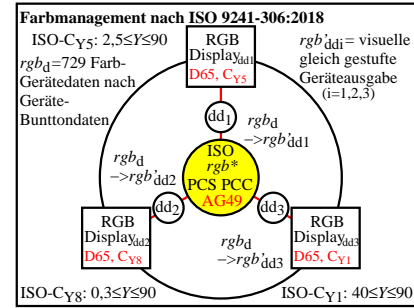 Farbmanagement nach ISO 9241-306:2018
ISO-CY5: 2,5≤Y≤90
rgbd=729 Farb-
Gerätedaten nach
Geräte-
Bunttondaten
RGB
Displaydd1
D65, CY5
rgb'ddi= visuelle
gleich gestufte
Geräteausgabe
(i=1,2,3)
dd1
rgbd
–>rgb'dd1
ISO
rgb*
PCS PCC
AG49
rgbd
–>rgb'dd2
dd2
dd3
RGB
Displaydd2
D65, CY8
rgbd
–>rgb'dd3
RGB
Displaydd3
D65, CY1
ISO-CY8: 0,3≤Y≤90
ISO-CY1: 40≤Y≤90